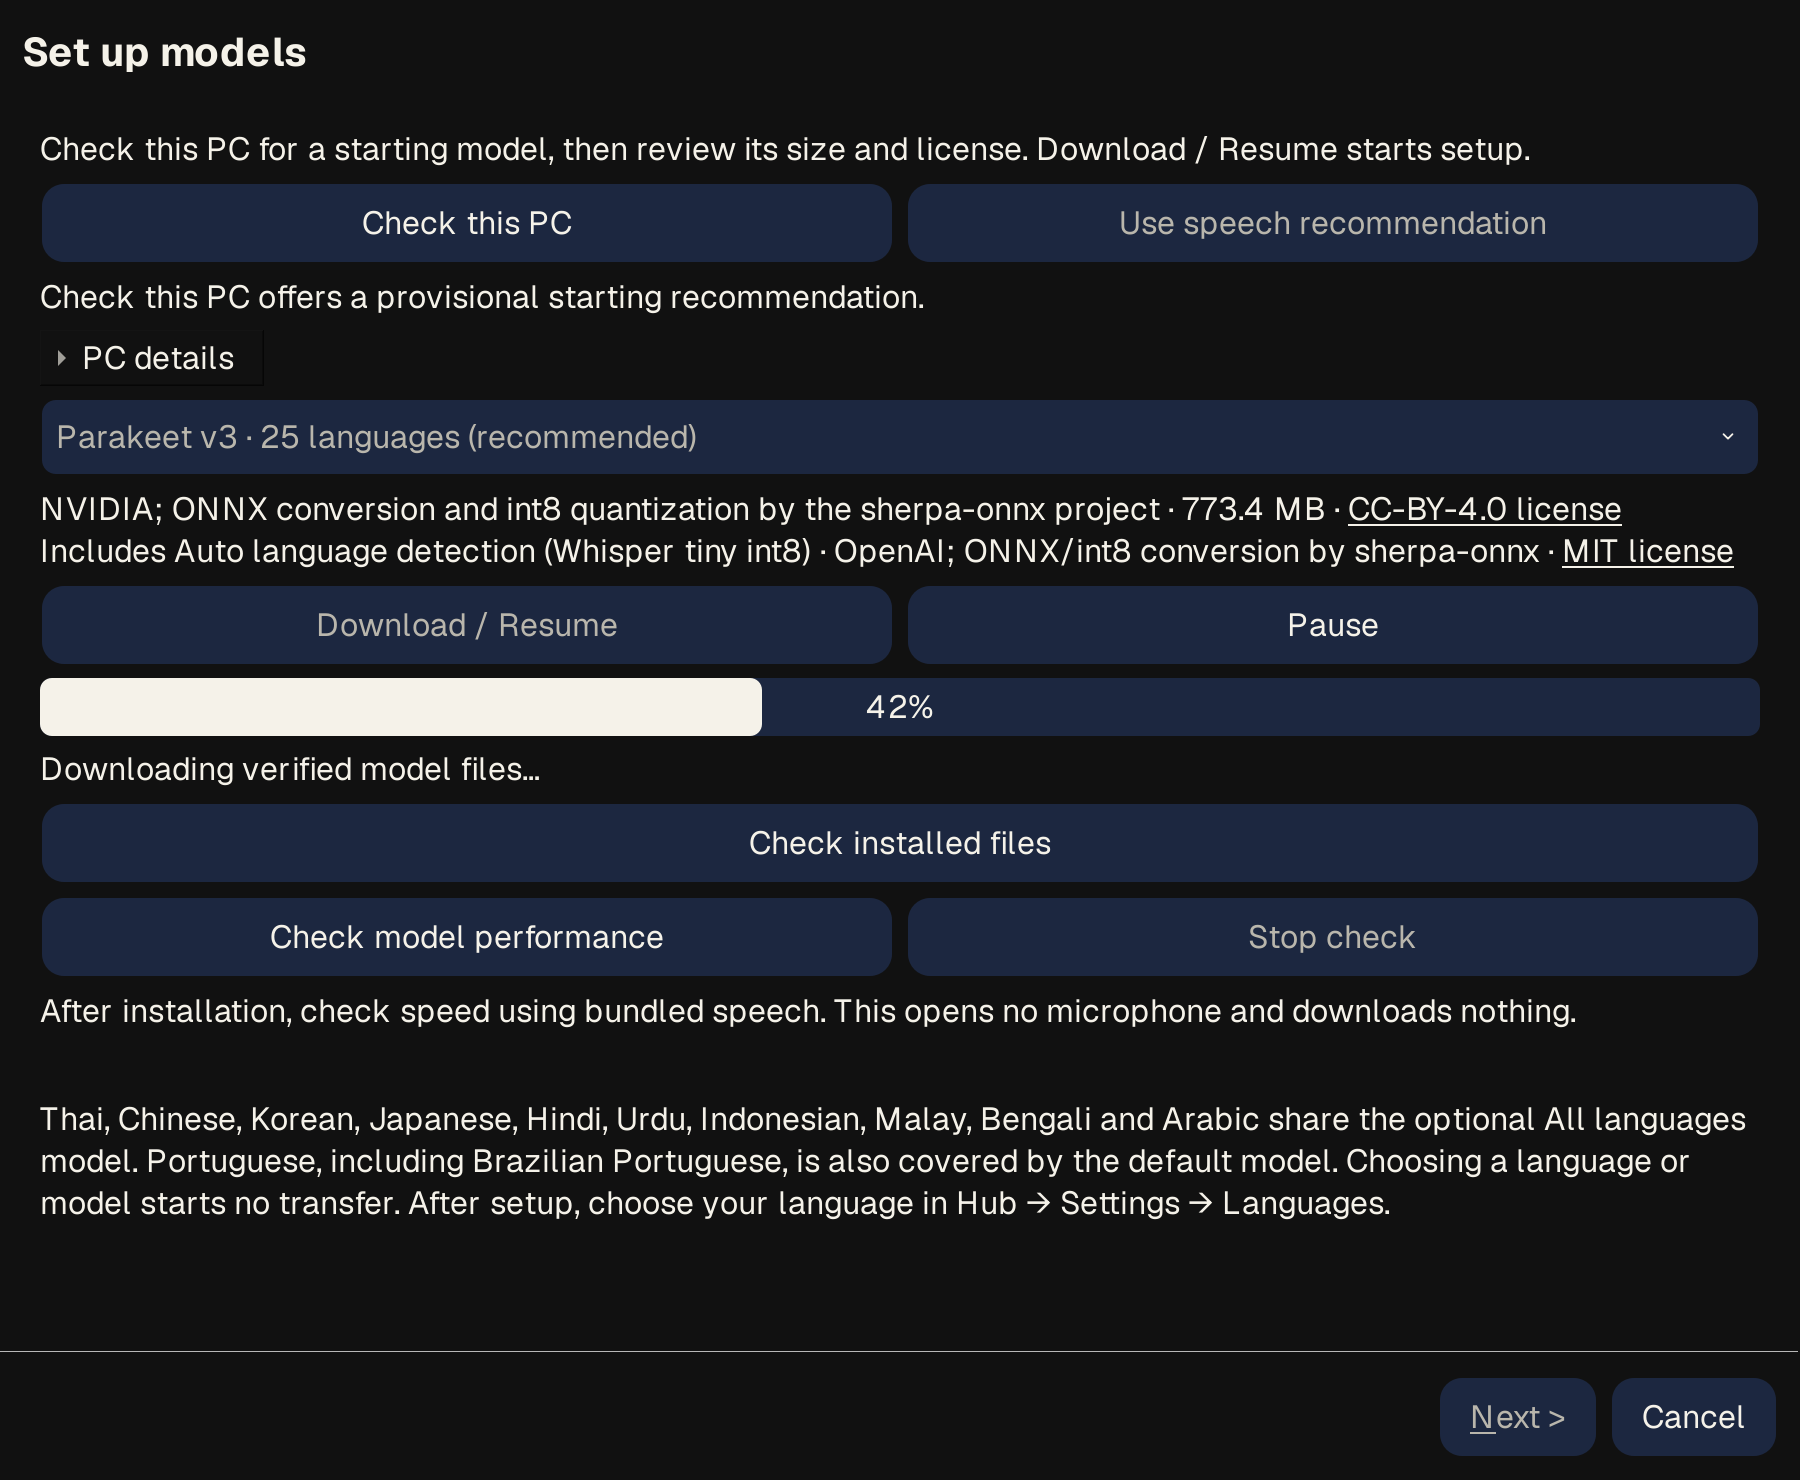 Set up models
Check this PC for a starting model, then review its size and license. Download / Resume starts setup.
Check this PC
Use speech recommendation
Check this PC offers a provisional starting recommendation.
PC details
Parakeet v3 · 25 languages (recommended)
NVIDIA; ONNX conversion and int8 quantization by the sherpa-onnx project · 773.4 MB · CC-BY-4.0 license
Includes Auto language detection (Whisper tiny int8) · OpenAI; ONNX/int8 conversion by sherpa-onnx · MIT license
Download / Resume
Pause
42%
Downloading verified model files...
Check installed files
Check model performance
Stop check
After installation, check speed using bundled speech. This opens no microphone and downloads nothing.
Thai, Chinese, Korean, Japanese, Hindi, Urdu, Indonesian, Malay, Bengali and Arabic share the optional All languages
model. Portuguese, including Brazilian Portuguese, is also covered by the default model. Choosing a language or
model starts no transfer. After setup, choose your language in Hub → Settings → Languages.
Next >
Cancel